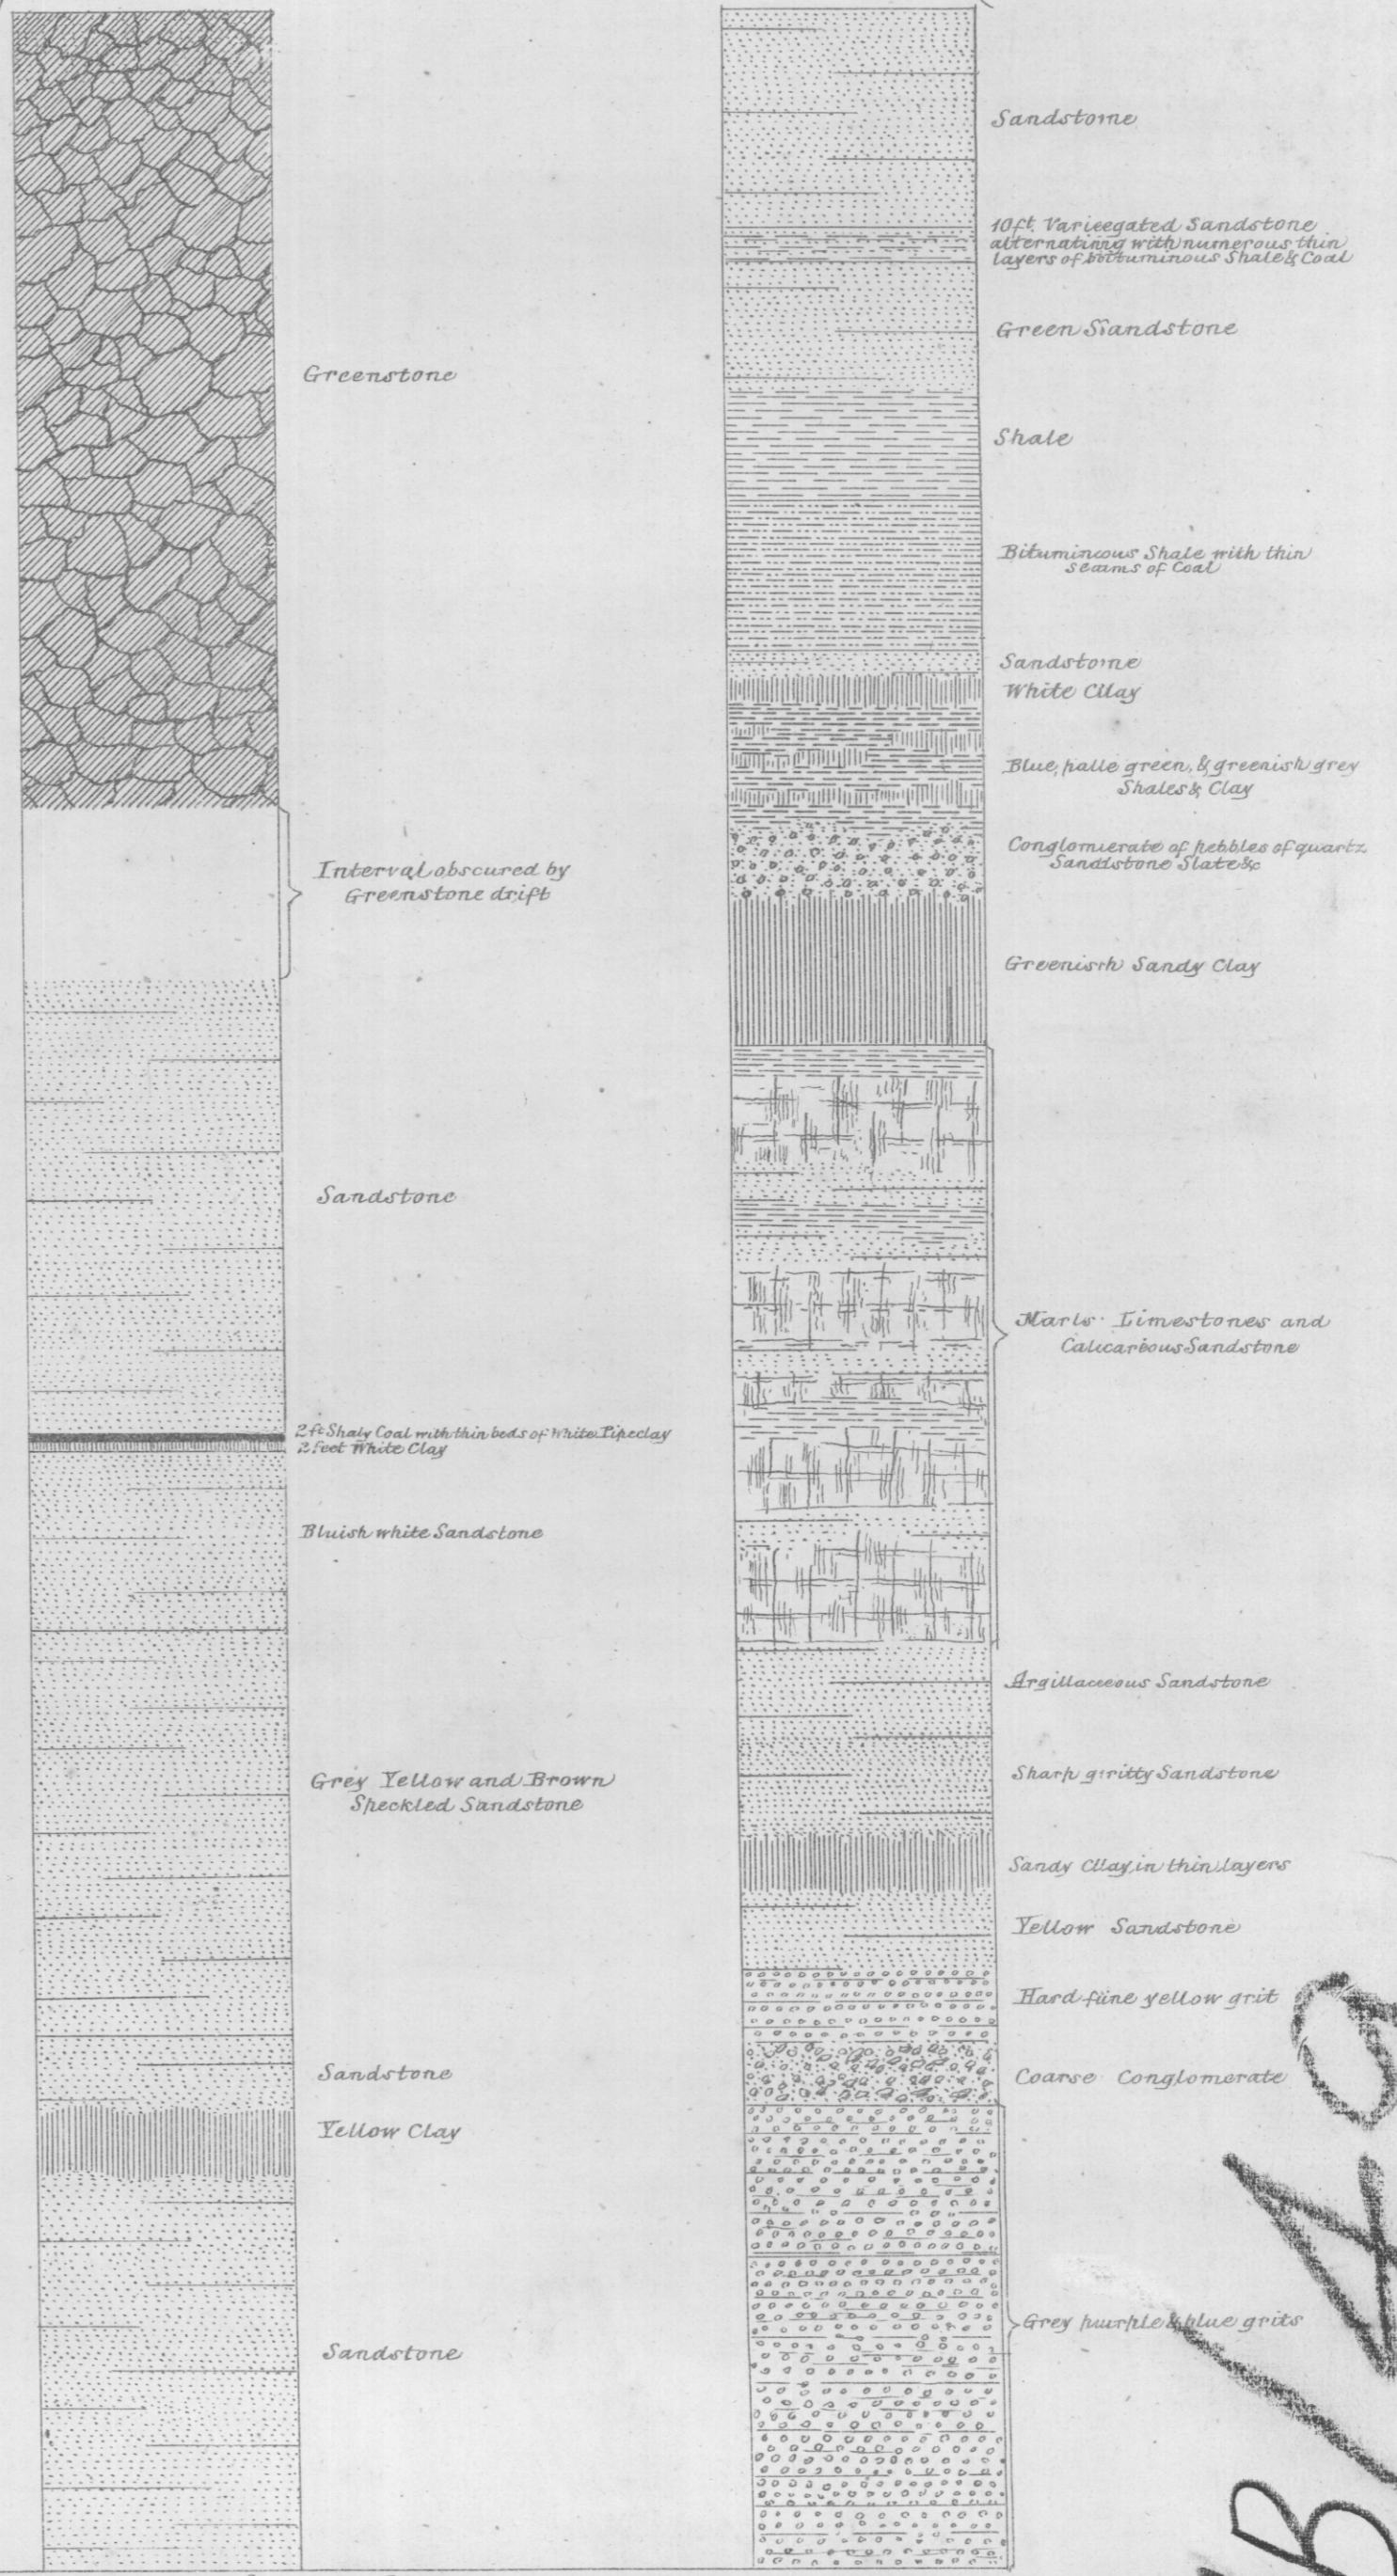 Greenstone
Interval obscured by
Greenstone drift
Sandstone
2 ft Shaly Coal with thin beds of White Pipeclay
2 feet White Clay
Bluish white Sandstone
Grey Yellow and Brown
Speckled Sandstone
Sandstone
Yellow Clay
Sandstone
Sandstone
10 ft. Varieegated Sandstone
alternating with numerous thin
layers of bituminous Shale & Coal
Green Sandstone
Shale
Bituminous Shale with thin
seams of Coal
Sandstone
White Clay
Blue, pale green, & greenish grey
Shales & Clay
Conglomerate of pebbles of quartz
Sandstone Slate &c
Greenish Sandy Clay
Marls Limestones and
Calcareous Sandstone
Argillaceous Sandstone
Sharp gritty Sandstone
Sandy Clay in thin layers
Yellow Sandstone
Hard fine yellow grit
Coarse Conglomerate
Grey purple & blue grits